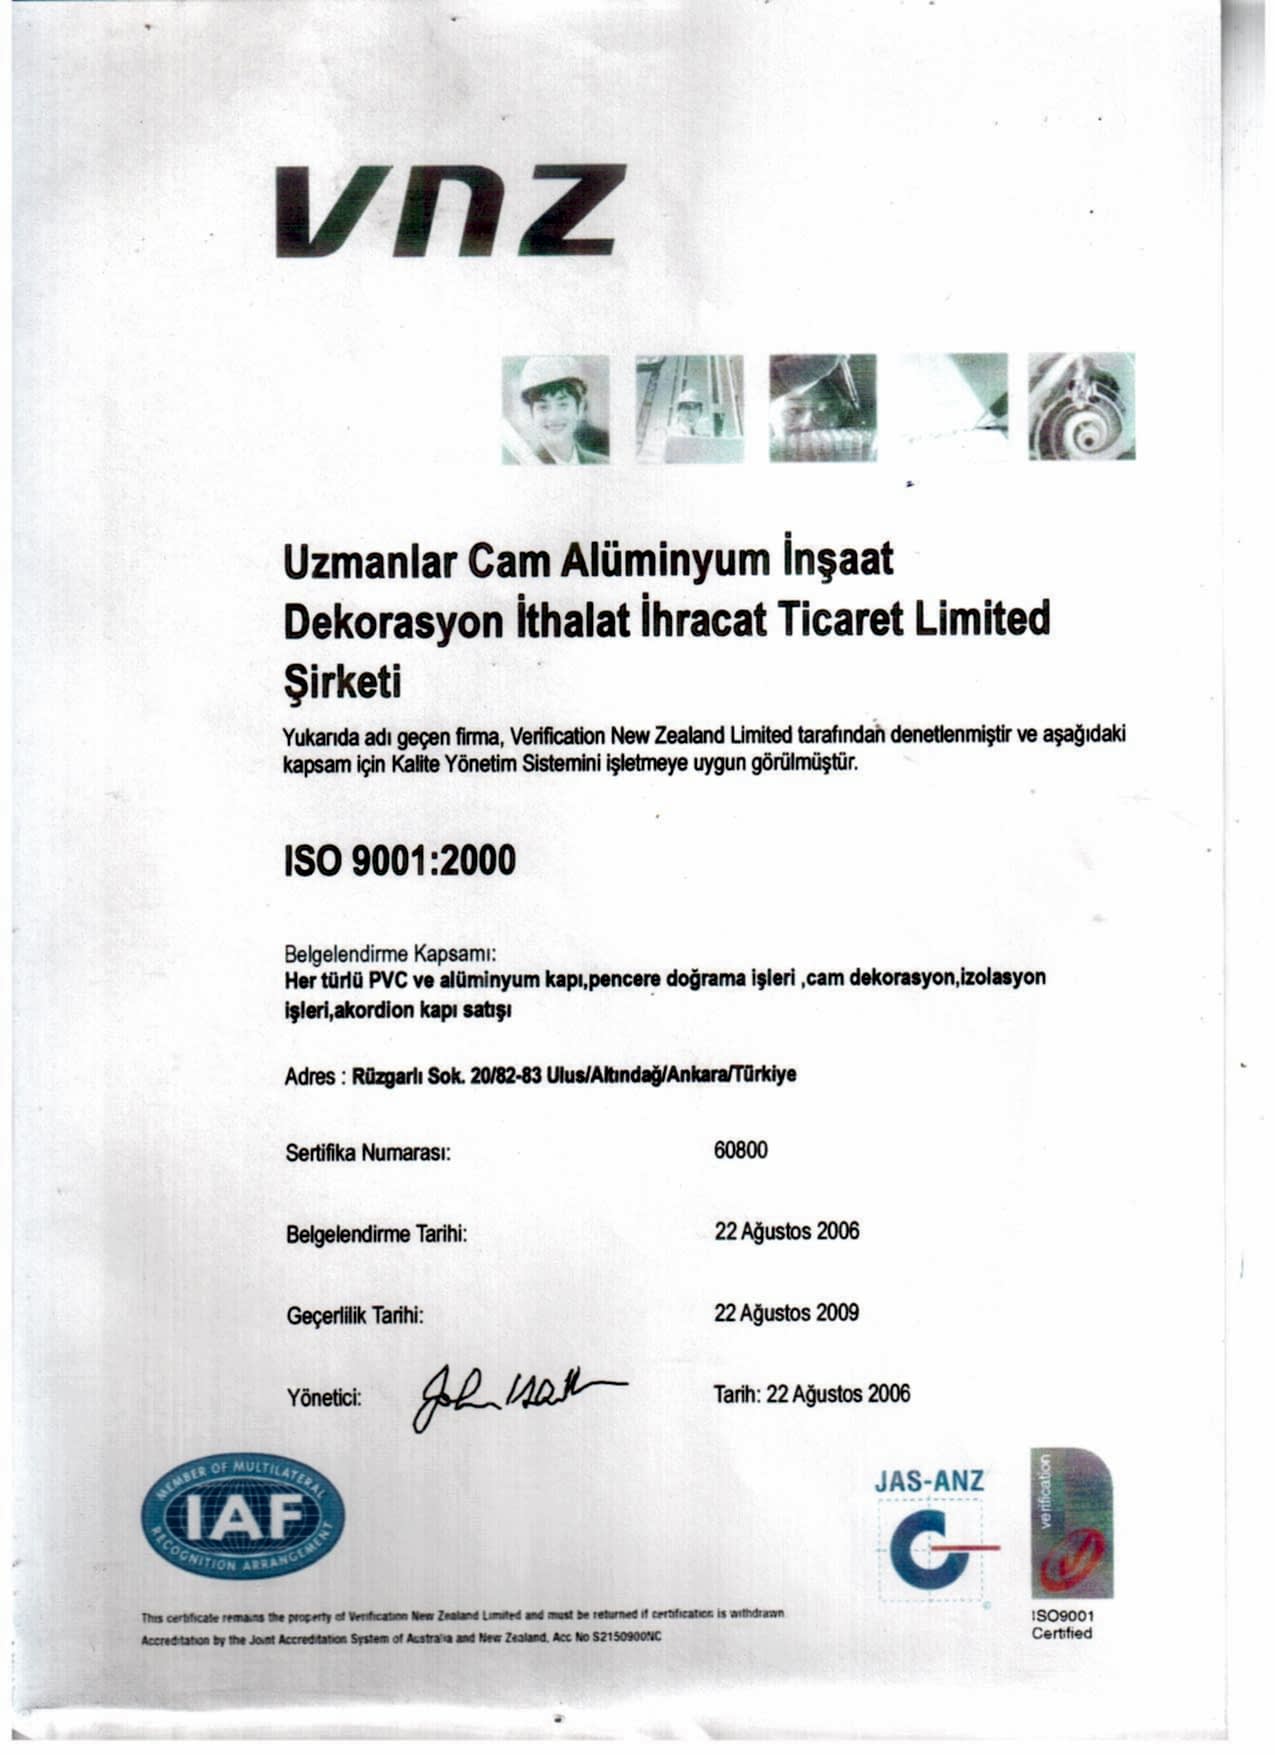 vnz
Uzmanlar Cam Alüminyum İnşaat
Dekorasyon İthalat İhracat Ticaret Limited
Şirketi
Yukarıda adı geçen firma, Verification New Zealand Limited tarafından denetlenmiştir ve aşağıdaki
kapsam için Kalite Yönetim Sistemini işletmeye uygun görülmüştür.
ISO 9001:2000
Belgelendirme Kapsamı:
Her türlü PVC ve alüminyum kapı,pencere doğrama işleri ,cam dekorasyon,izolasyon
işleri,akordion kapı satışı
Adres : Rüzgarlı Sok. 20/82-83 Ulus/Altındağ/Ankara/Türkiye
Sertifika Numarası: 60800
Belgelendirme Tarihi: 22 Ağustos 2006
Geçerlilik Tarihi: 22 Ağustos 2009
Yönetici: Tarih: 22 Ağustos 2006
MEMBER OF MULTILATERAL
IAF
RECOGNITION ARRANGEMENT
JAS-ANZ
verification
ISO9001
Certified
This certificate remains the property of Verification New Zealand Limited and must be returned if certification is withdrawn
Accreditation by the Joint Accreditation System of Australia and New Zealand, Acc No S2150900NC